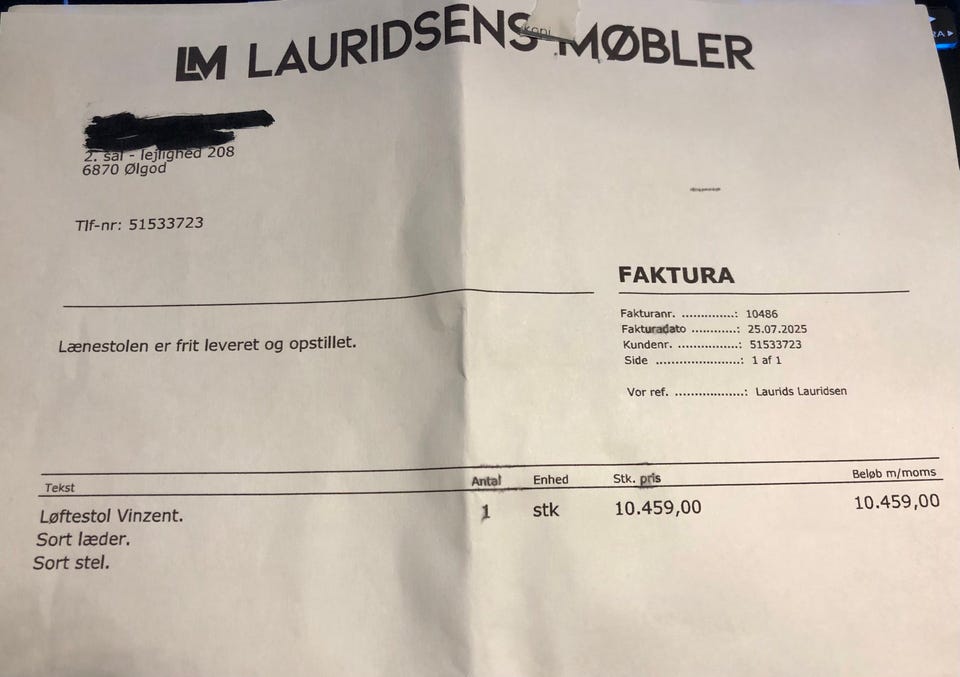 LM LAURIDSENS MØBLER
2. sal - lejlighed 208
6870 Ølgod
Tlf-nr: 51533723
FAKTURA
Fakturanr. ..............: 10486
Fakturadato ............: 25.07.2025
Kundenr. .................: 51533723
Side .......................: 1 af 1
Vor ref. ...................: Laurids Lauridsen
Lænestolen er frit leveret og opstillet.
Tekst Antal Enhed Stk. pris Beløb m/moms
Løftestol Vinzent. 1 stk 10.459,00 10.459,00
Sort læder.
Sort stel.